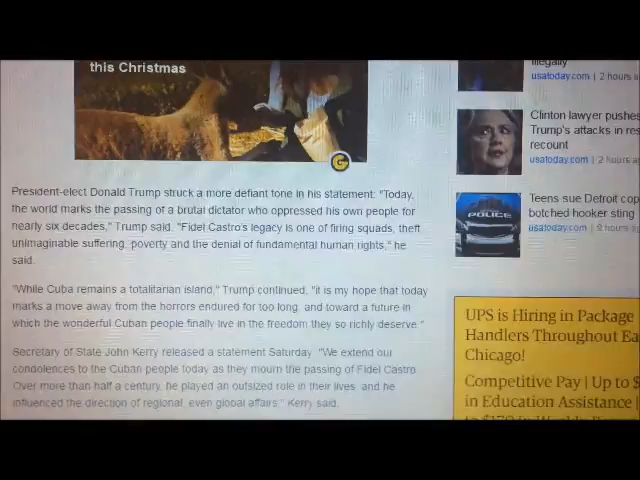 this Christmas
G
President-elect Donald Trump struck a more defiant tone in his statement: "Today,
the world marks the passing of a brutal dictator who oppressed his own people for
nearly six decades," Trump said. "Fidel Castro's legacy is one of firing squads, theft
unimaginable suffering, poverty and the denial of fundamental human rights," he
said.
"While Cuba remains a totalitarian island," Trump continued, "it is my hope that today
marks a move away from the horrors endured for too long, and toward a future in
which the wonderful Cuban people finally live in the freedom they so richly deserve."
Secretary of State John Kerry released a statement Saturday: "We extend our
condolences to the Cuban people today as they mourn the passing of Fidel Castro
Over more than half a century, he played an outsized role in their lives, and he
influenced the direction of regional, even global affairs," Kerry said.
illegally
usatoday.com | 2 hours a
Clinton lawyer pushes
Trump's attacks in res
recount
usatoday.com | 2 hours a
POLICE
Teens sue Detroit cop
botched hooker sting
usatoday.com | 9 hours ag
UPS is Hiring in Package
Handlers Throughout Ea
Chicago!
Competitive Pay | Up to $
in Education Assistance |